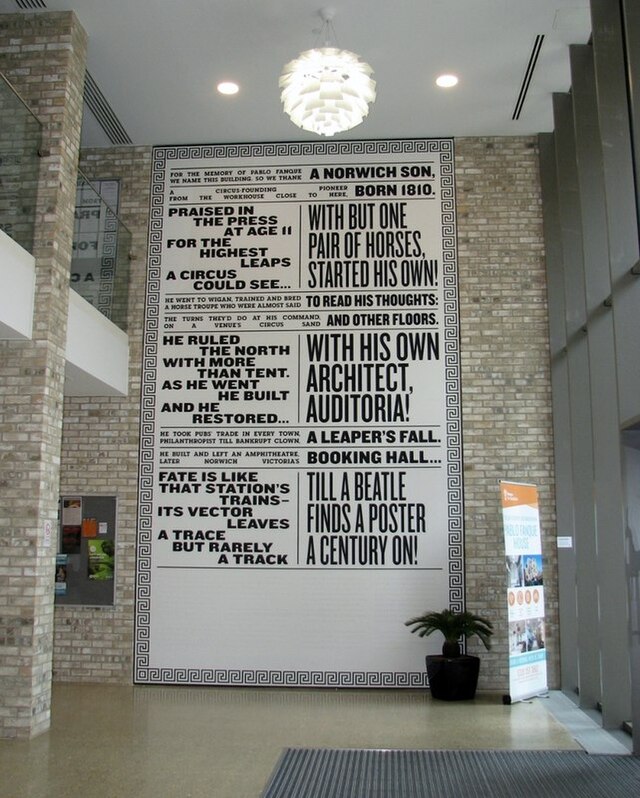 FOR THE MEMORY OF PABLO FANQUE
WE NAME THIS BUILDING, SO WE THANK
A NORWICH SON,
A CIRCUS-FOUNDING PIONEER
FROM THE WORKHOUSE CLOSE TO HERE,
BORN 1810.
PRAISED IN
THE PRESS
AT AGE 11
FOR THE
HIGHEST
LEAPS
A CIRCUS
COULD SEE...
WITH BUT ONE
PAIR OF HORSES,
STARTED HIS OWN!
HE WENT TO WIGAN, TRAINED AND BRED
A HORSE TROUPE WHO WERE ALMOST SAID
TO READ HIS THOUGHTS:
THE TURNS THEY'D DO AT HIS COMMAND,
ON A VENUE'S CIRCUS SAND
AND OTHER FLOORS.
HE RULED
THE NORTH
WITH MORE
THAN TENT.
AS HE WENT
HE BUILT
AND HE
RESTORED...
WITH HIS OWN
ARCHITECT,
AUDITORIA!
HE TOOK PUBS' TRADE IN EVERY TOWN,
PHILANTHROPIST TILL BANKRUPT CLOWN,
A LEAPER'S FALL.
HE BUILT AND LEFT AN AMPHITHEATRE,
LATER NORWICH VICTORIA'S
BOOKING HALL...
FATE IS LIKE
THAT STATION'S
TRAINS–
ITS VECTOR
LEAVES
A TRACE
BUT RARELY
A TRACK
TILL A BEATLE
FINDS A POSTER
A CENTURY ON!
PABLO FANQUE
HOUSE